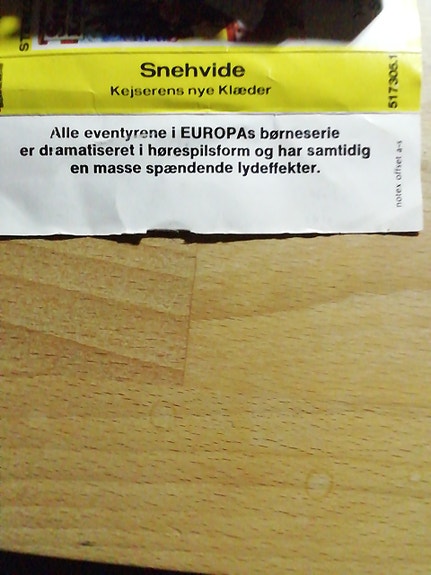 Snehvide
Kejserens nye Klæder
517305.1
Alle eventyrene i EUROPAs børneserie
er dramatiseret i hørespilsform og har samtidig
en masse spændende lydeffekter.
notex offset a-s